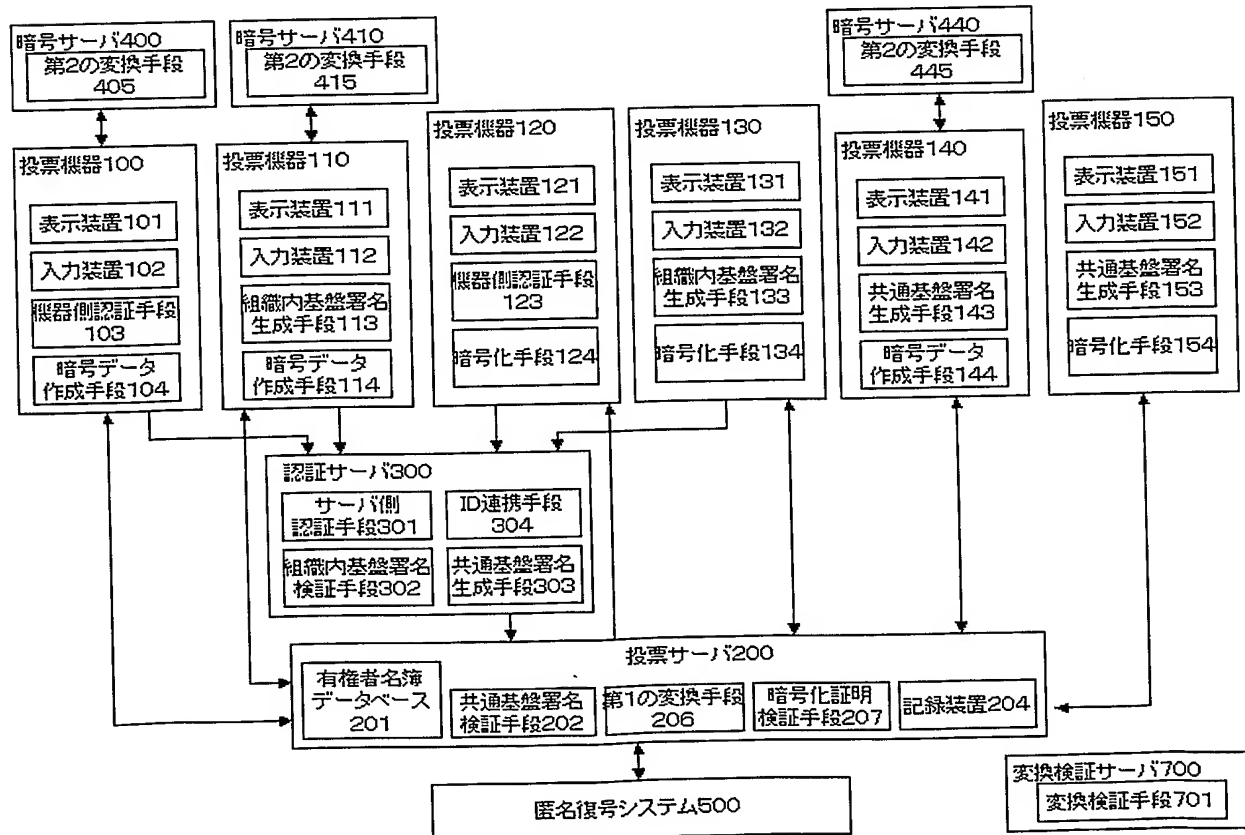 暗号サーバ400
第2の変換手段
405
暗号サーバ410
第2の変換手段
415
暗号サーバ440
第2の変換手段
445
投票機器100
表示装置101
入力装置102
機器側認証手段
103
暗号データ
作成手段104
投票機器110
表示装置111
入力装置112
組織内基盤署名
生成手段113
暗号データ
作成手段114
投票機器120
表示装置121
入力装置122
機器側認証手段
123
暗号化手段124
投票機器130
表示装置131
入力装置132
組織内基盤署名
生成手段133
暗号化手段134
投票機器140
表示装置141
入力装置142
共通基盤署名
生成手段143
暗号データ
作成手段144
投票機器150
表示装置151
入力装置152
共通基盤署名
生成手段153
暗号化手段154
認証サーバ300
サーバ側
認証手段301
ID連携手段
304
組織内基盤署名
検証手段302
共通基盤署名
生成手段303
投票サーバ200
有権者名簿
データベース
201
共通基盤署名
検証手段202
第1の変換手段
206
暗号化証明
検証手段207
記録装置204
匿名復号システム500
変換検証サーバ700
変換検証手段701